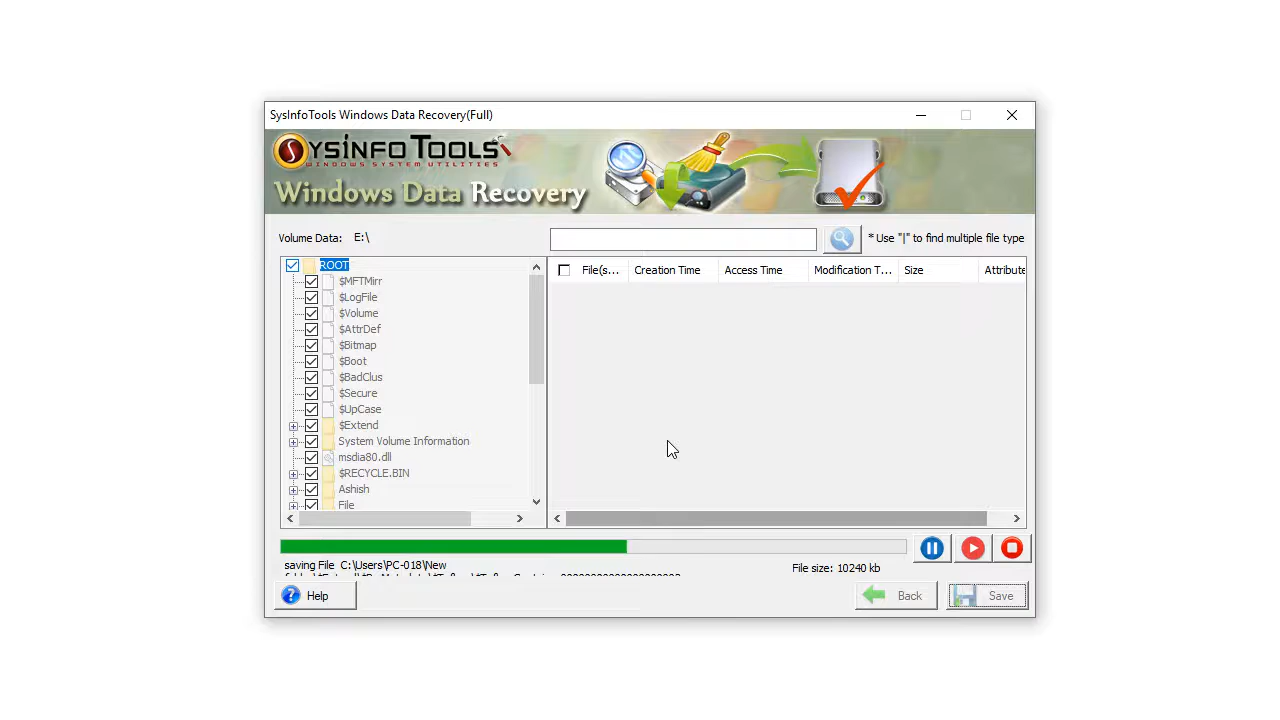 SysInfoTools Windows Data Recovery(Full)
SYSINFO TOOLS
WINDOWS SYSTEM UTILITIES
Windows Data Recovery
Volume Data: E:\
* Use "|" to find multiple file type
ROOT
$MFTMirr
$LogFile
$Volume
$AttrDef
$Bitmap
$Boot
$BadClus
$Secure
$UpCase
$Extend
System Volume Information
msdia80.dll
$RECYCLE.BIN
Ashish
File
File(s... Creation Time Access Time Modification T... Size Attribute
saving File C:\Users\PC-018\New
File size: 10240 kb
Help
Back
Save